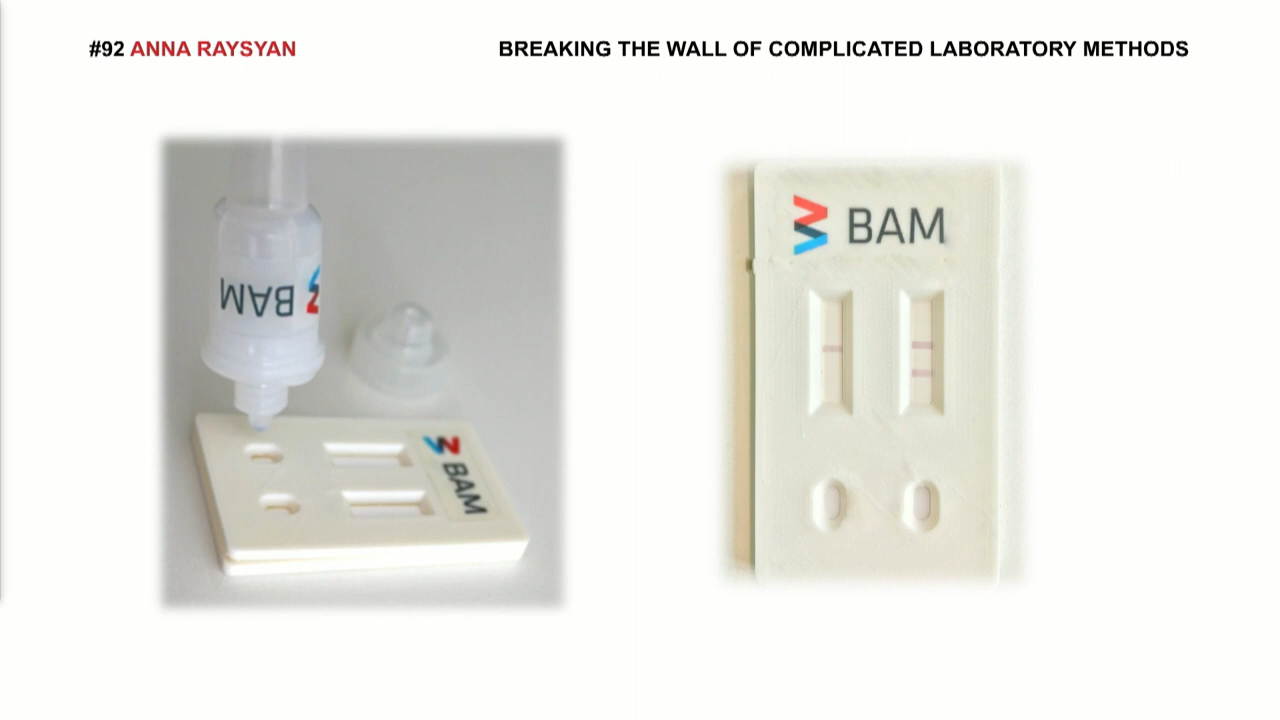 #92 ANNA RAYSYAN
BREAKING THE WALL OF COMPLICATED LABORATORY METHODS
BAM
BAM
BAM